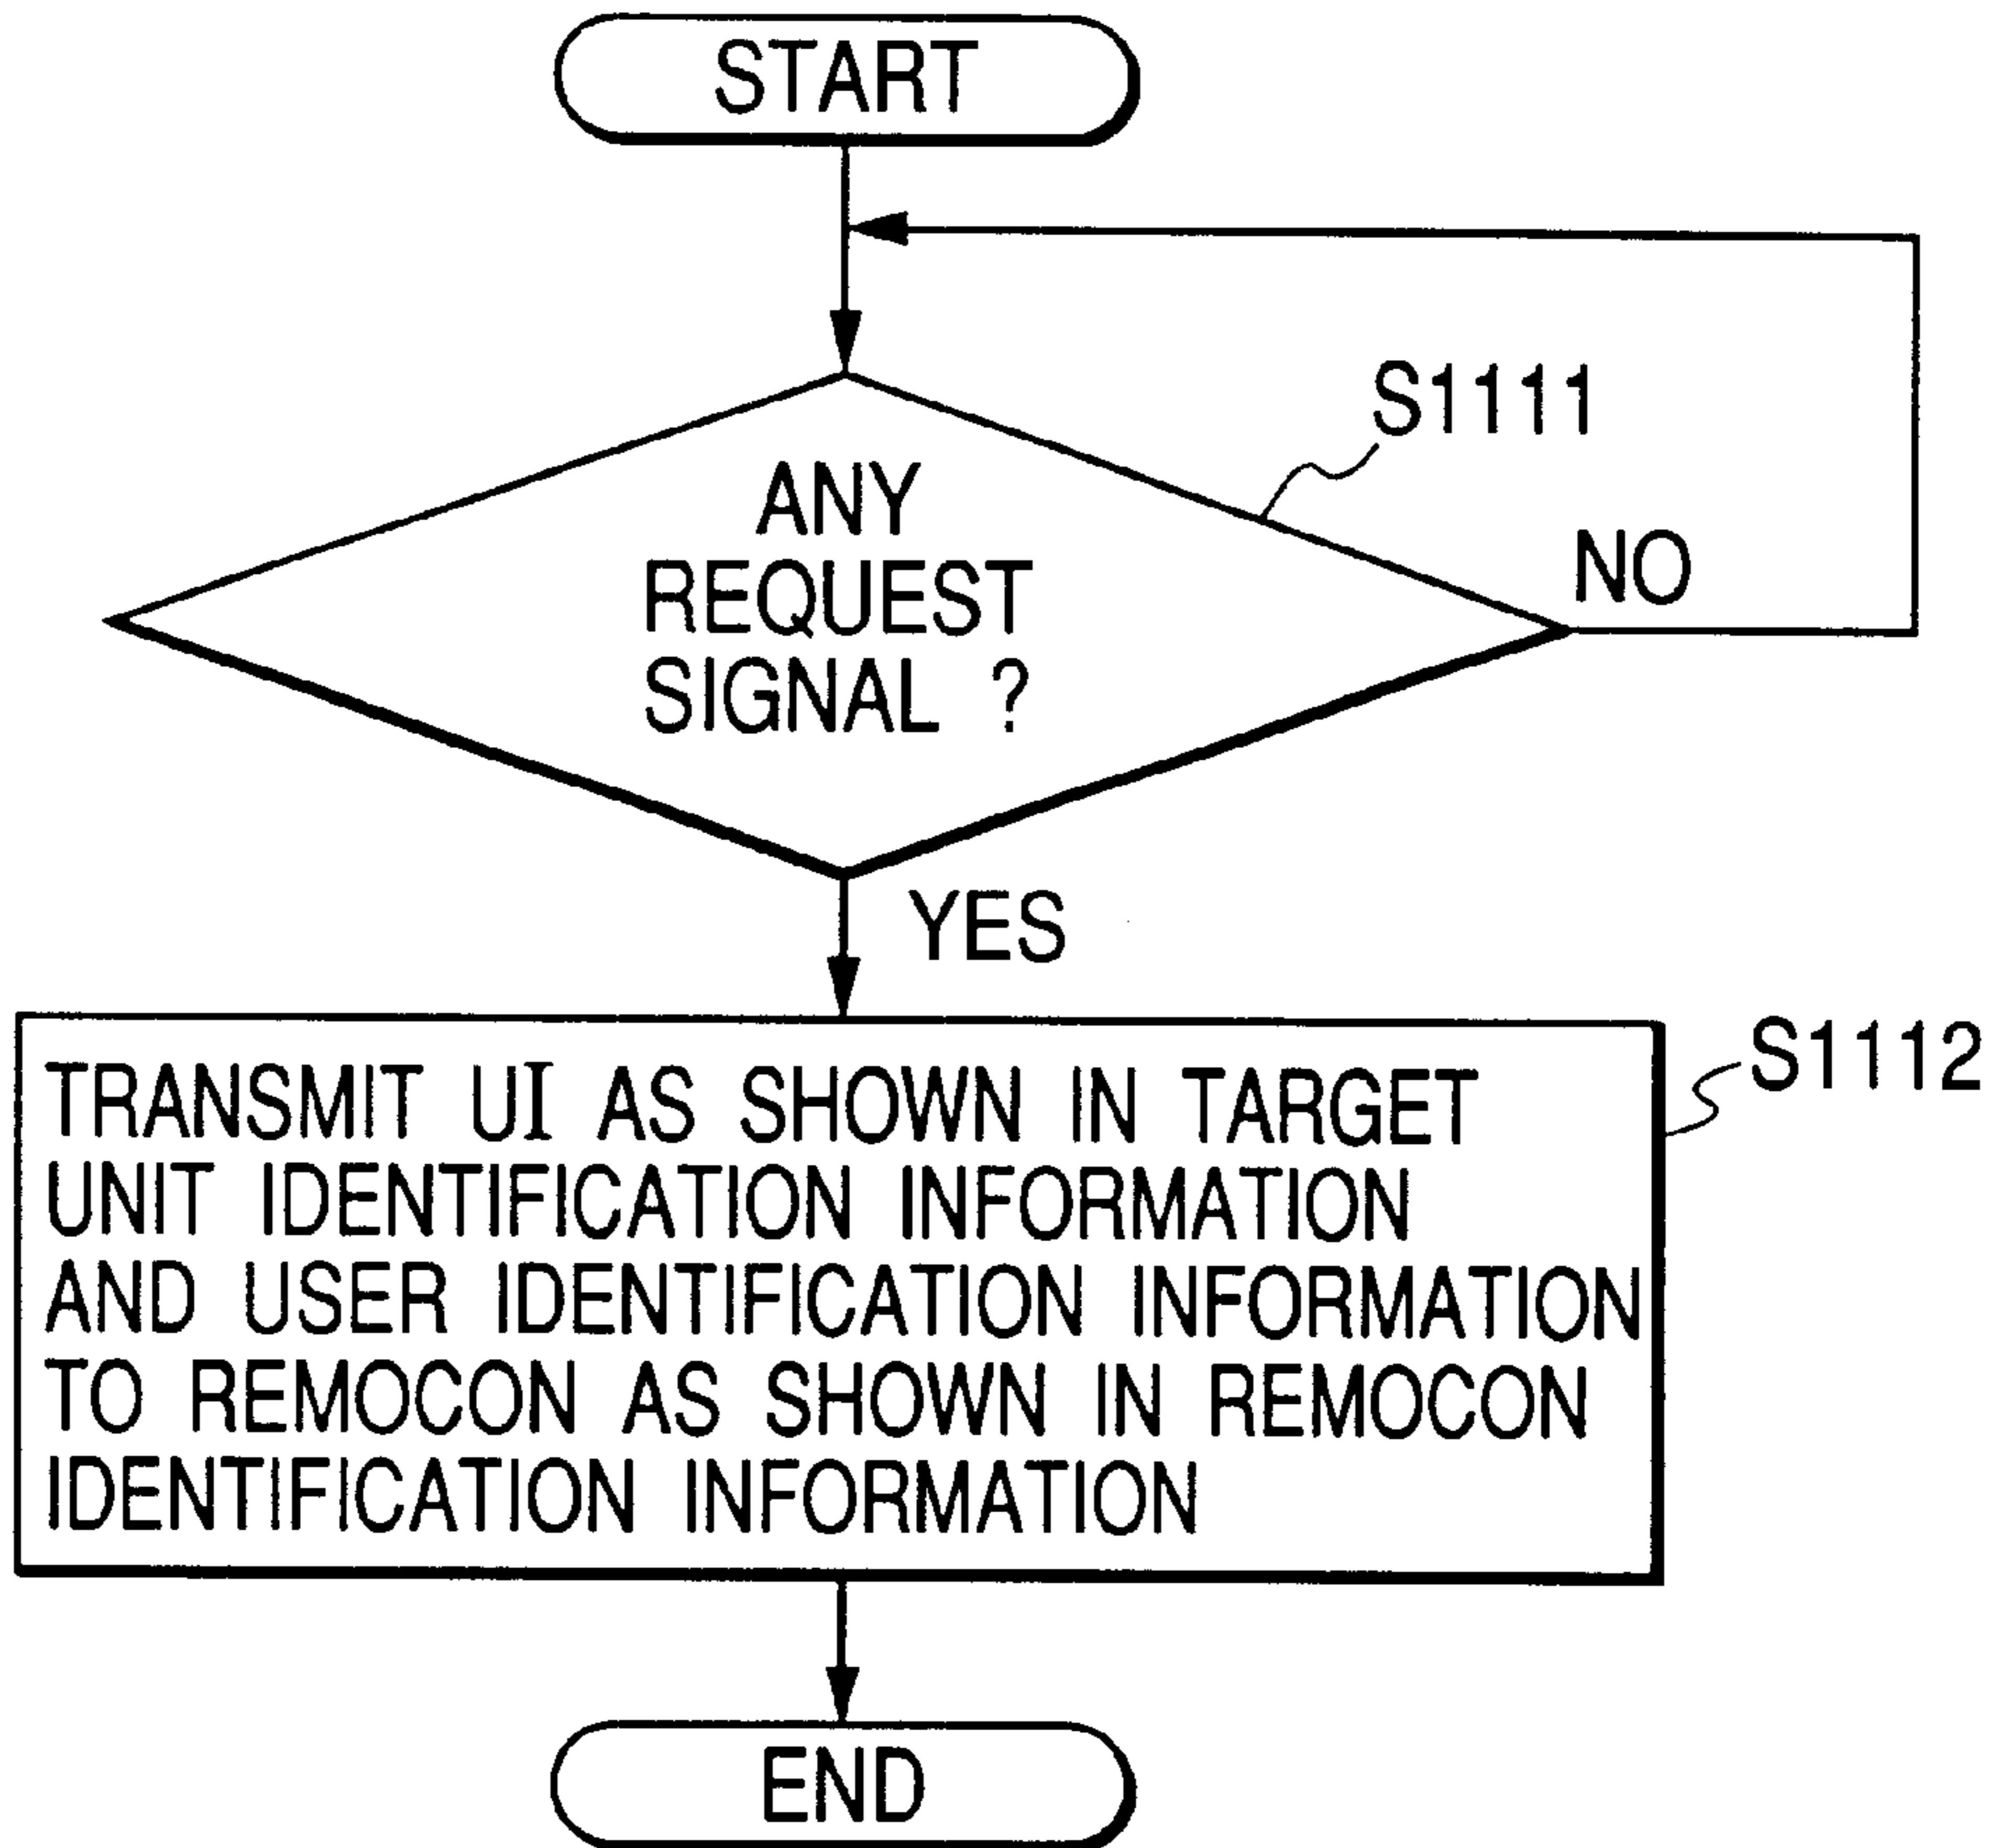 START
S1111
ANY
REQUEST
SIGNAL ?
NO
YES
S1112
TRANSMIT UI AS SHOWN IN TARGET
UNIT IDENTIFICATION INFORMATION
AND USER IDENTIFICATION INFORMATION
TO REMOCON AS SHOWN IN REMOCON
IDENTIFICATION INFORMATION
END